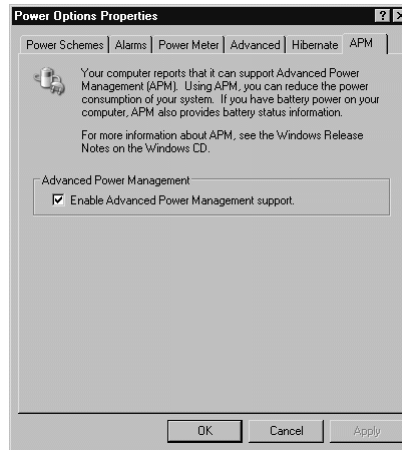 Power Options Properties
Power Schemes Alarms Power Meter Advanced Hibernate APM
Your computer reports that it can support Advanced Power
Management (APM). Using APM, you can reduce the power
consumption of your system. If you have battery power on your
computer, APM also provides battery status information.
For more information about APM, see the Windows Release
Notes on the Windows CD.
Advanced Power Management
Enable Advanced Power Management support.
OK Cancel Apply